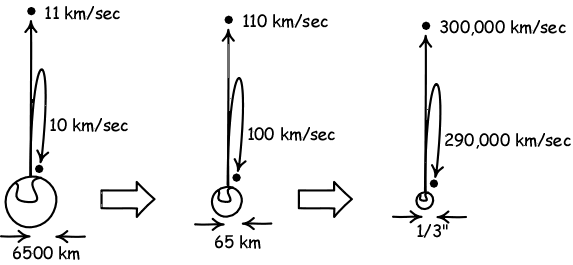 11 km/sec
10 km/sec
6500 km
110 km/sec
100 km/sec
65 km
300,000 km/sec
290,000 km/sec
1/3"